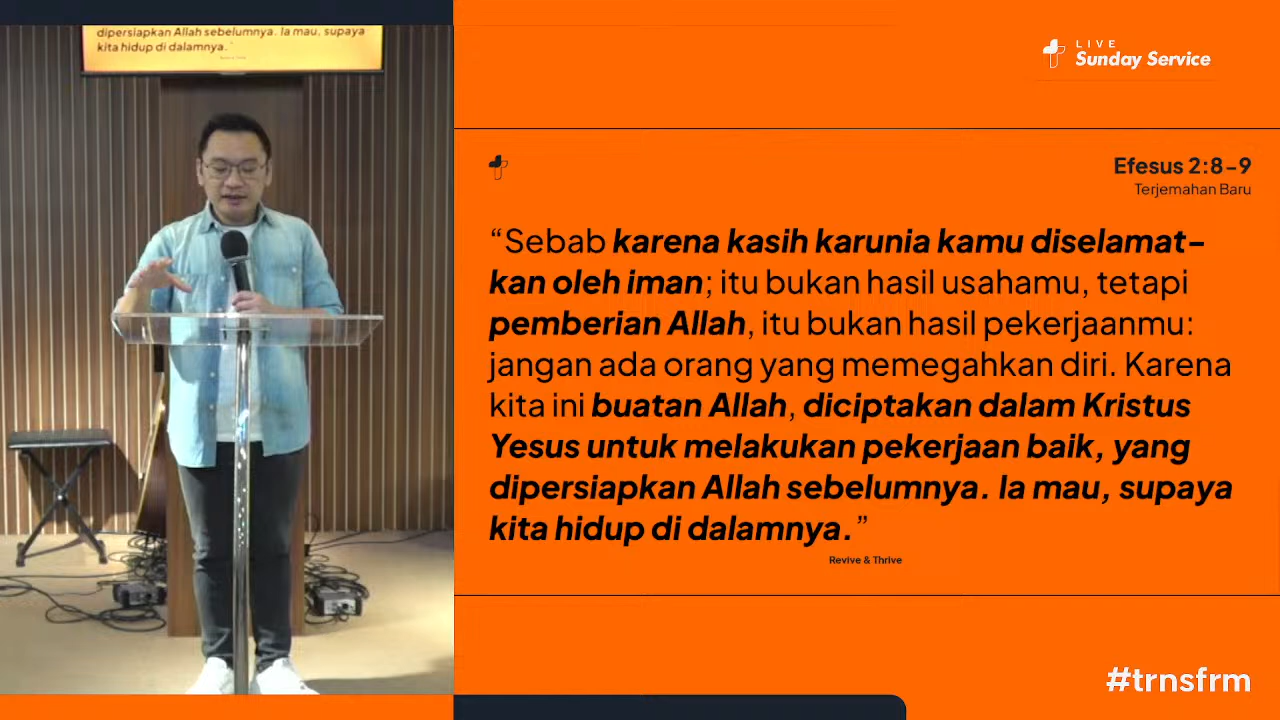 dipersiapkan Allah sebelumnya. Ia mau, supaya
kita hidup di dalamnya.”
LIVE
Sunday Service
Efesus 2:8-9
Terjemahan Baru
“Sebab karena kasih karunia kamu diselamat-
kan oleh iman; itu bukan hasil usahamu, tetapi
pemberian Allah, itu bukan hasil pekerjaanmu:
jangan ada orang yang memegahkan diri. Karena
kita ini buatan Allah, diciptakan dalam Kristus
Yesus untuk melakukan pekerjaan baik, yang
dipersiapkan Allah sebelumnya. Ia mau, supaya
kita hidup di dalamnya.”
Revive & Thrive
#trnsfrm